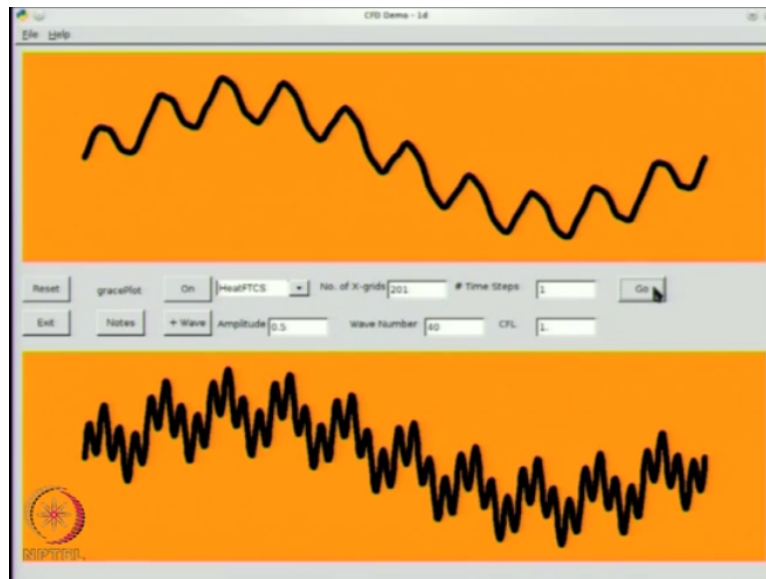 CFD Demo - 1d
File Help
Reset gracePlot On HeatFTCS No. of X-grids 201 # Time Steps 1 Go
Exit Notes + Wave Amplitude 0.5 Wave Number 40 CFL 1.
NPTEL